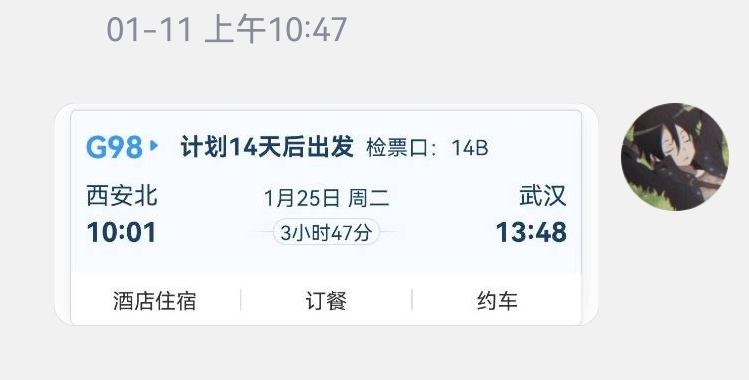 01-11 上午10:47
G98 计划14天后出发 检票口：14B
西安北 1月25日 周二 武汉
10:01 3小时47分 13:48
酒店住宿 订餐 约车